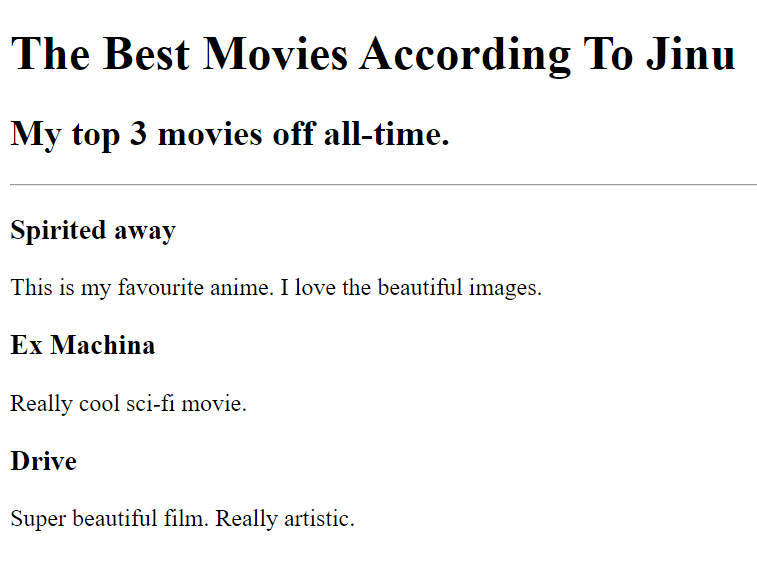 The Best Movies According To Jinu
My top 3 movies off all-time.
Spirited away
This is my favourite anime. I love the beautiful images.
Ex Machina
Really cool sci-fi movie.
Drive
Super beautiful film. Really artistic.